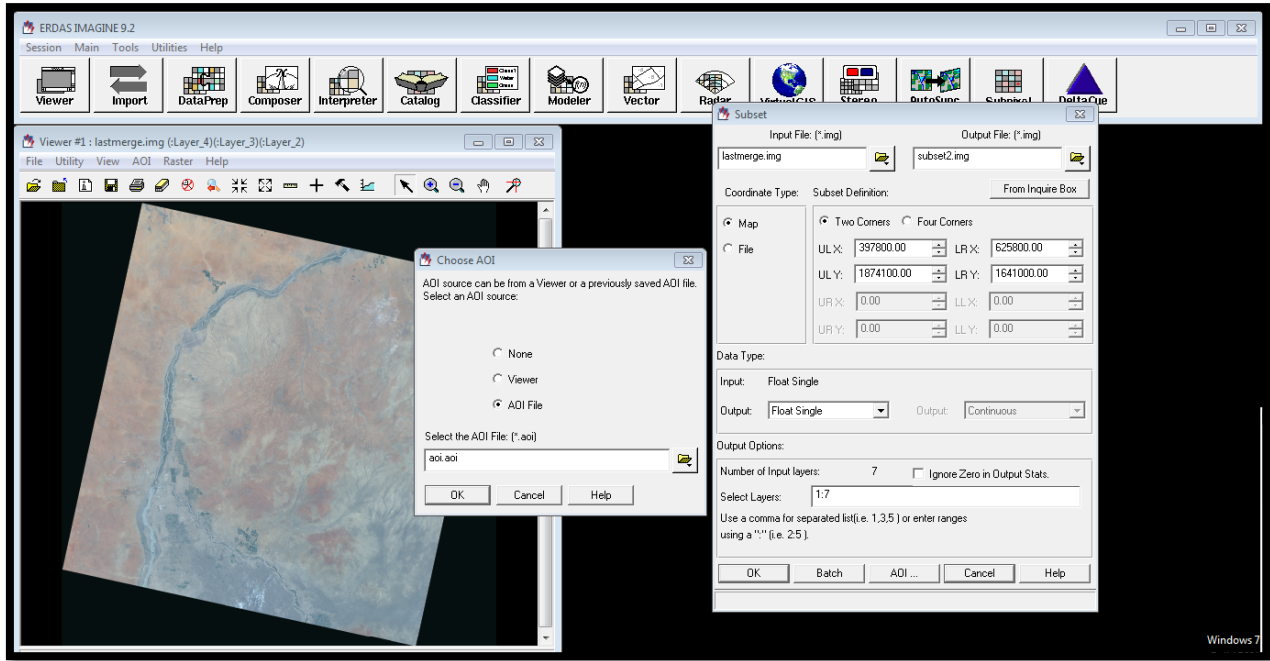 ERDAS IMAGINE 9.2
Session Main Tools Utilities Help
Viewer Import DataPrep Composer Interpreter Catalog Classifier Modeler Vector Radar VirtualGIS Stereo AutoSync Subpixel DeltaCue
Viewer #1 : lastmerge.img (:Layer_4)(:Layer_3)(:Layer_2)
File Utility View AOI Raster Help
Choose AOI
AOI source can be from a Viewer or a previously saved AOI file.
Select an AOI source:
None
Viewer
AOI File
Select the AOI File: (*.aoi)
aoi.aoi
OK Cancel Help
Subset
Input File: (*.img) Output File: (*.img)
lastmerge.img subset2.img
Coordinate Type: Subset Definition: From Inquire Box
Map Two Corners Four Corners
File UL X: 397800.00 LR X: 625800.00
UL Y: 1874100.00 LR Y: 1641000.00
UR X: 0.00 LL X: 0.00
UR Y: 0.00 LL Y: 0.00
Data Type:
Input: Float Single
Output: Float Single Output: Continuous
Output Options:
Number of Input layers: 7 Ignore Zero in Output Stats.
Select Layers: 1:7
Use a comma for separated list(i.e. 1,3,5 ) or enter ranges
using a ":" (i.e. 2:5 ).
OK Batch AOI ... Cancel Help
Windows 7